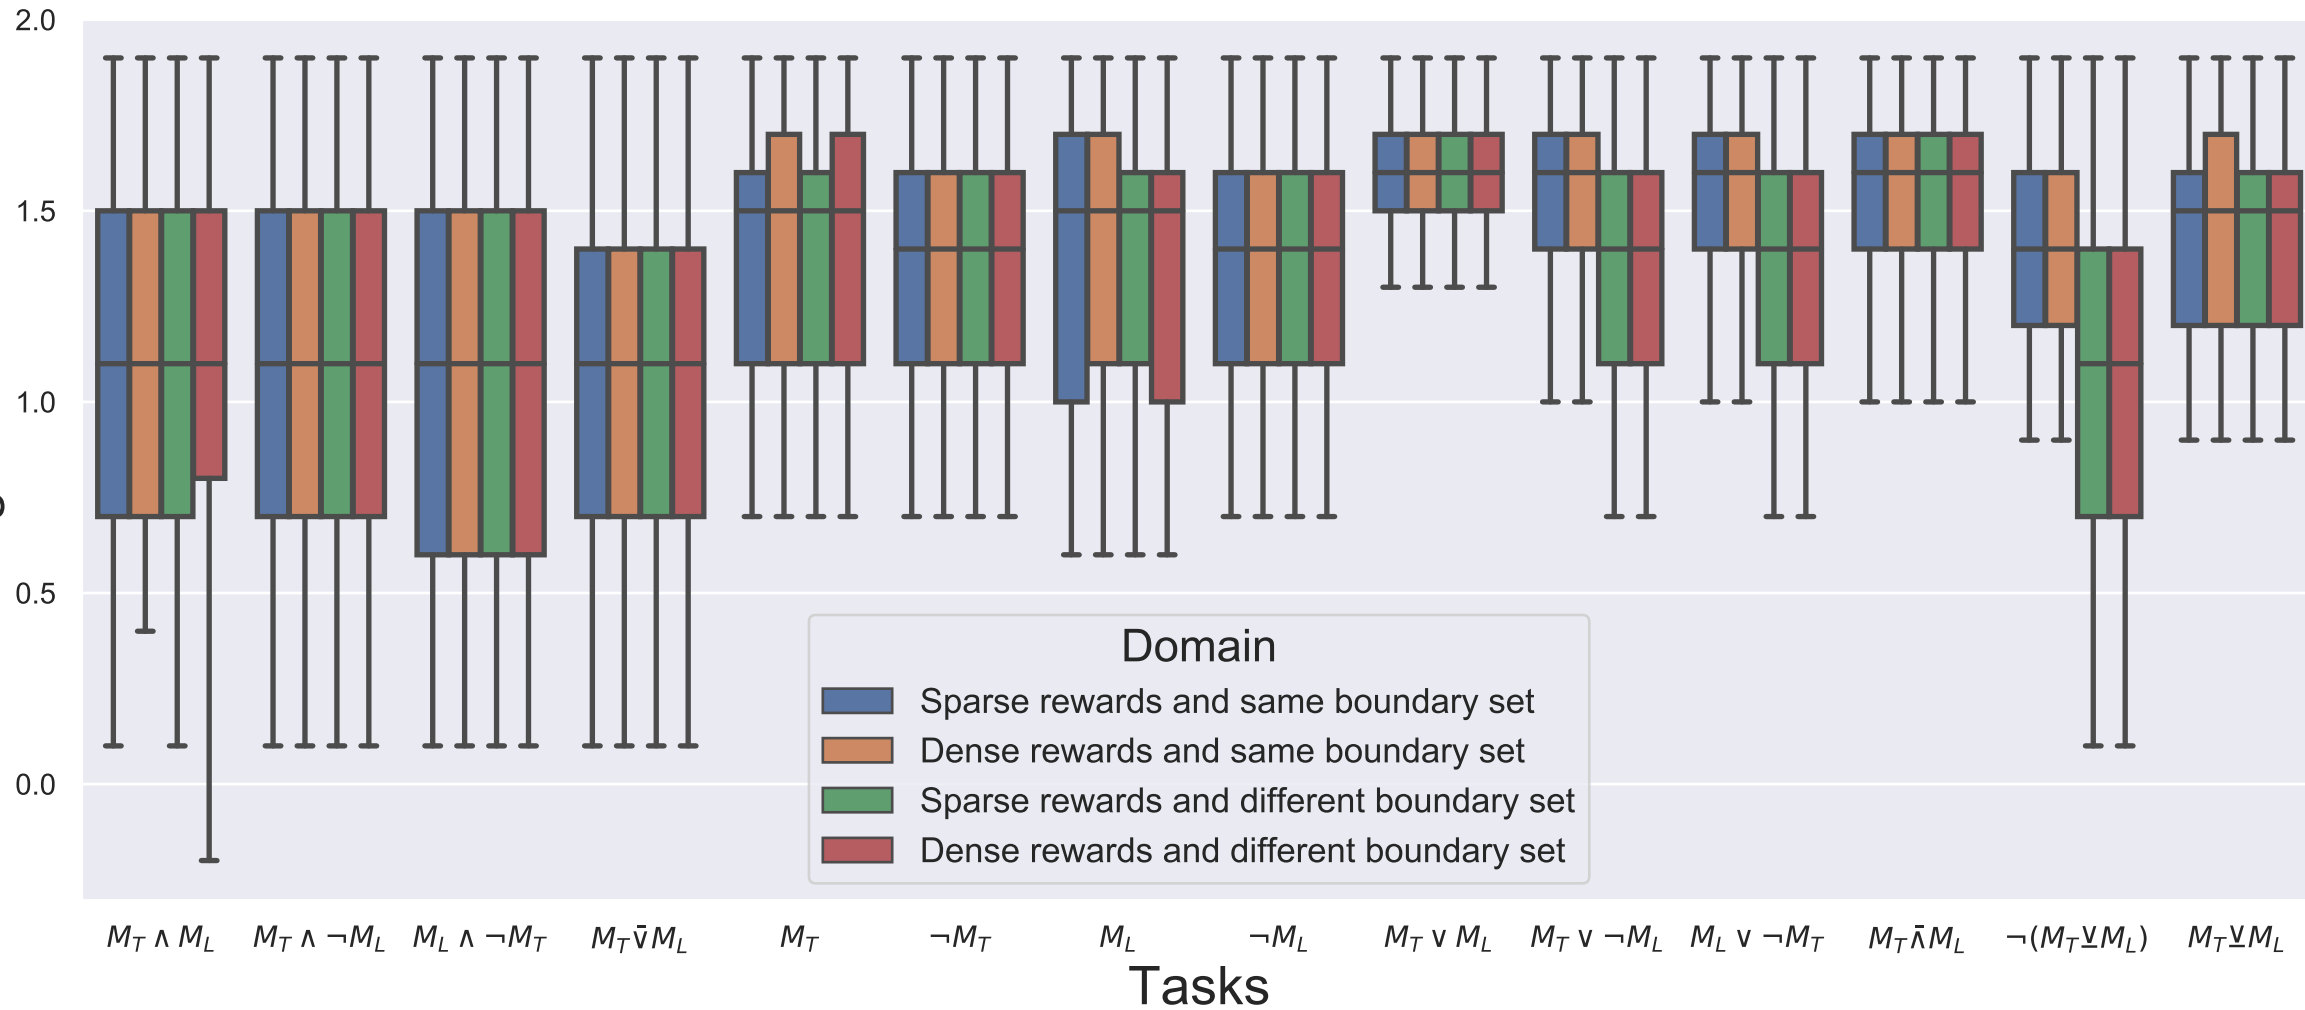 2.0
1.5
1.0
0.5
0.0
Domain
Sparse rewards and same boundary set
Dense rewards and same boundary set
Sparse rewards and different boundary set
Dense rewards and different boundary set
M_T ∧ M_L M_T ∧ ¬M_L M_L ∧ ¬M_T M_T ⊽ M_L M_T ¬M_T M_L ¬M_L M_T ∨ M_L M_T ∨ ¬M_L M_L ∨ ¬M_T M_T ⊼ M_L ¬(M_T ⊻ M_L) M_T ⊻ M_L
Tasks